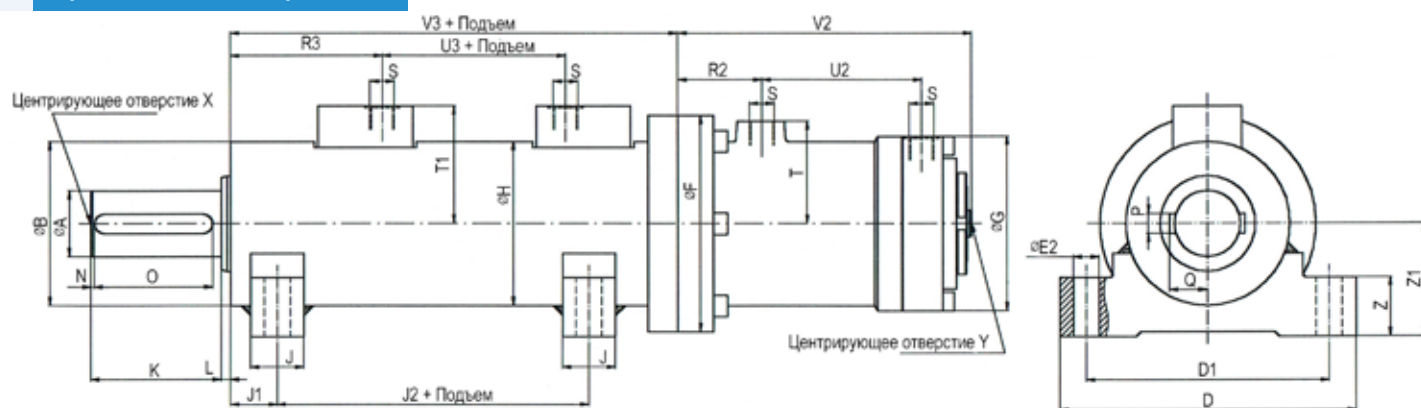 V3 + Подъем
V2
R3
U3 + Подъем
R2
U2
S
S
S
S
Центрирующее отверстие X
T1
T
ØB
ØA
ØH
ØF
ØG
P
ØE2
N
O
Q
Z
Z1
Центрирующее отверстие Y
J
J
K
L
J1
J2 + Подъем
D1
D